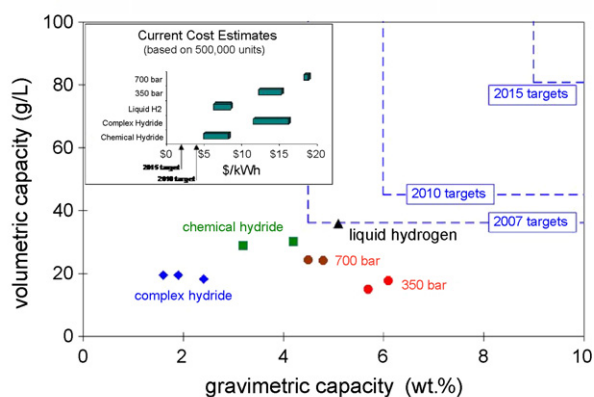 100
80
60
40
20
0
volumetric capacity (g/L)
Current Cost Estimates
(based on 500,000 units)
700 bar
350 bar
Liquid H2
Complex Hydride
Chemical Hydride
$0
$5
$10
$15
$20
2015 target
2010 target
$/kWh
2015 targets
2010 targets
2007 targets
chemical hydride
liquid hydrogen
700 bar
350 bar
complex hydride
0
2
4
6
8
10
gravimetric capacity (wt.%)